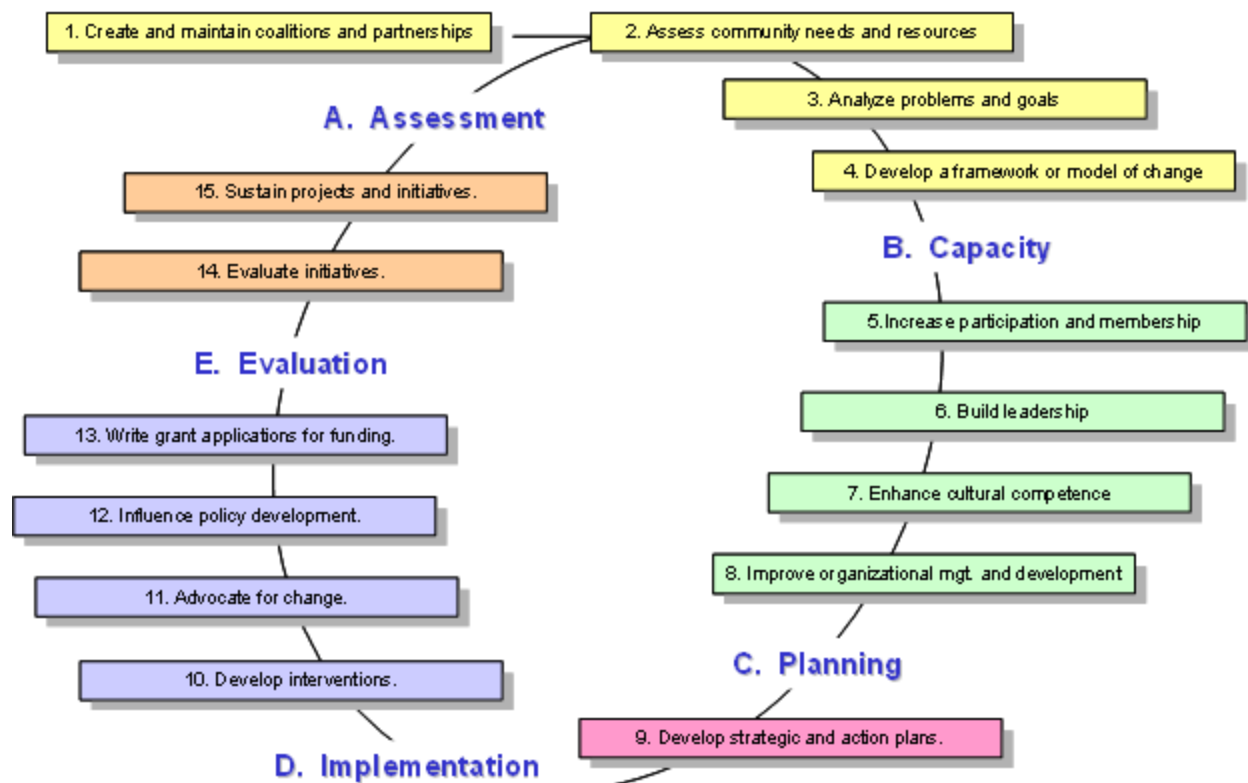 1. Create and maintain coalitions and partnerships
2. Assess community needs and resources
3. Analyze problems and goals
A. Assessment
4. Develop a framework or model of change
15. Sustain projects and initiatives.
B. Capacity
14. Evaluate initiatives.
5.Increase participation and membership
E. Evaluation
6. Build leadership
13. Write grant applications for funding.
7. Enhance cultural competence
12. Influence policy development.
8. Improve organizational mgt. and development
11. Advocate for change.
C. Planning
10. Develop interventions.
9. Develop strategic and action plans.
D. Implementation